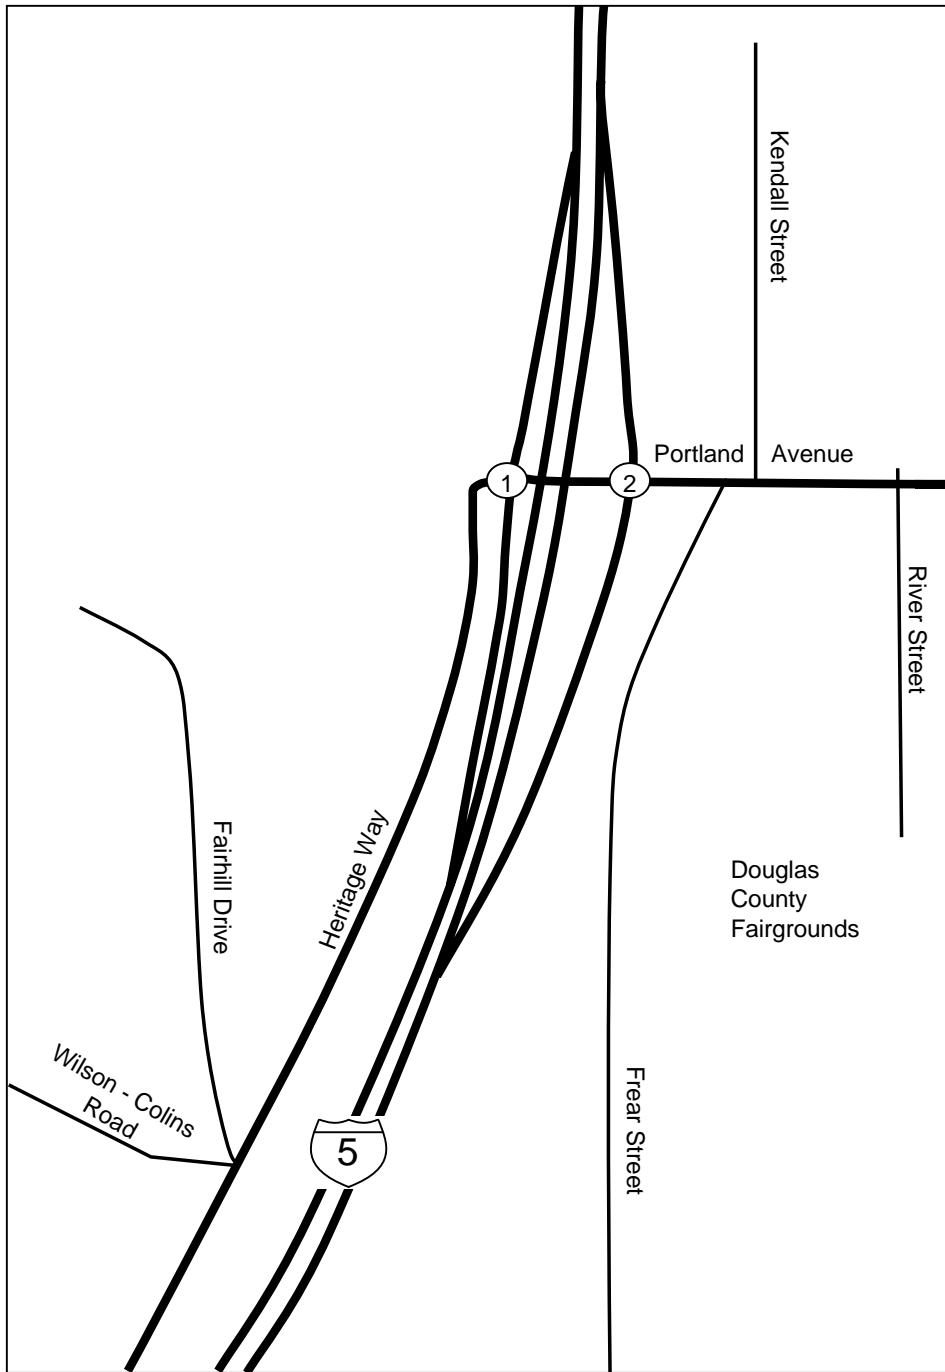 Kendall Street
Portland Avenue
1
2
River Street
Fairhill Drive
Heritage Way
Douglas
County
Fairgrounds
Wilson - Colins
Road
Frear Street
5